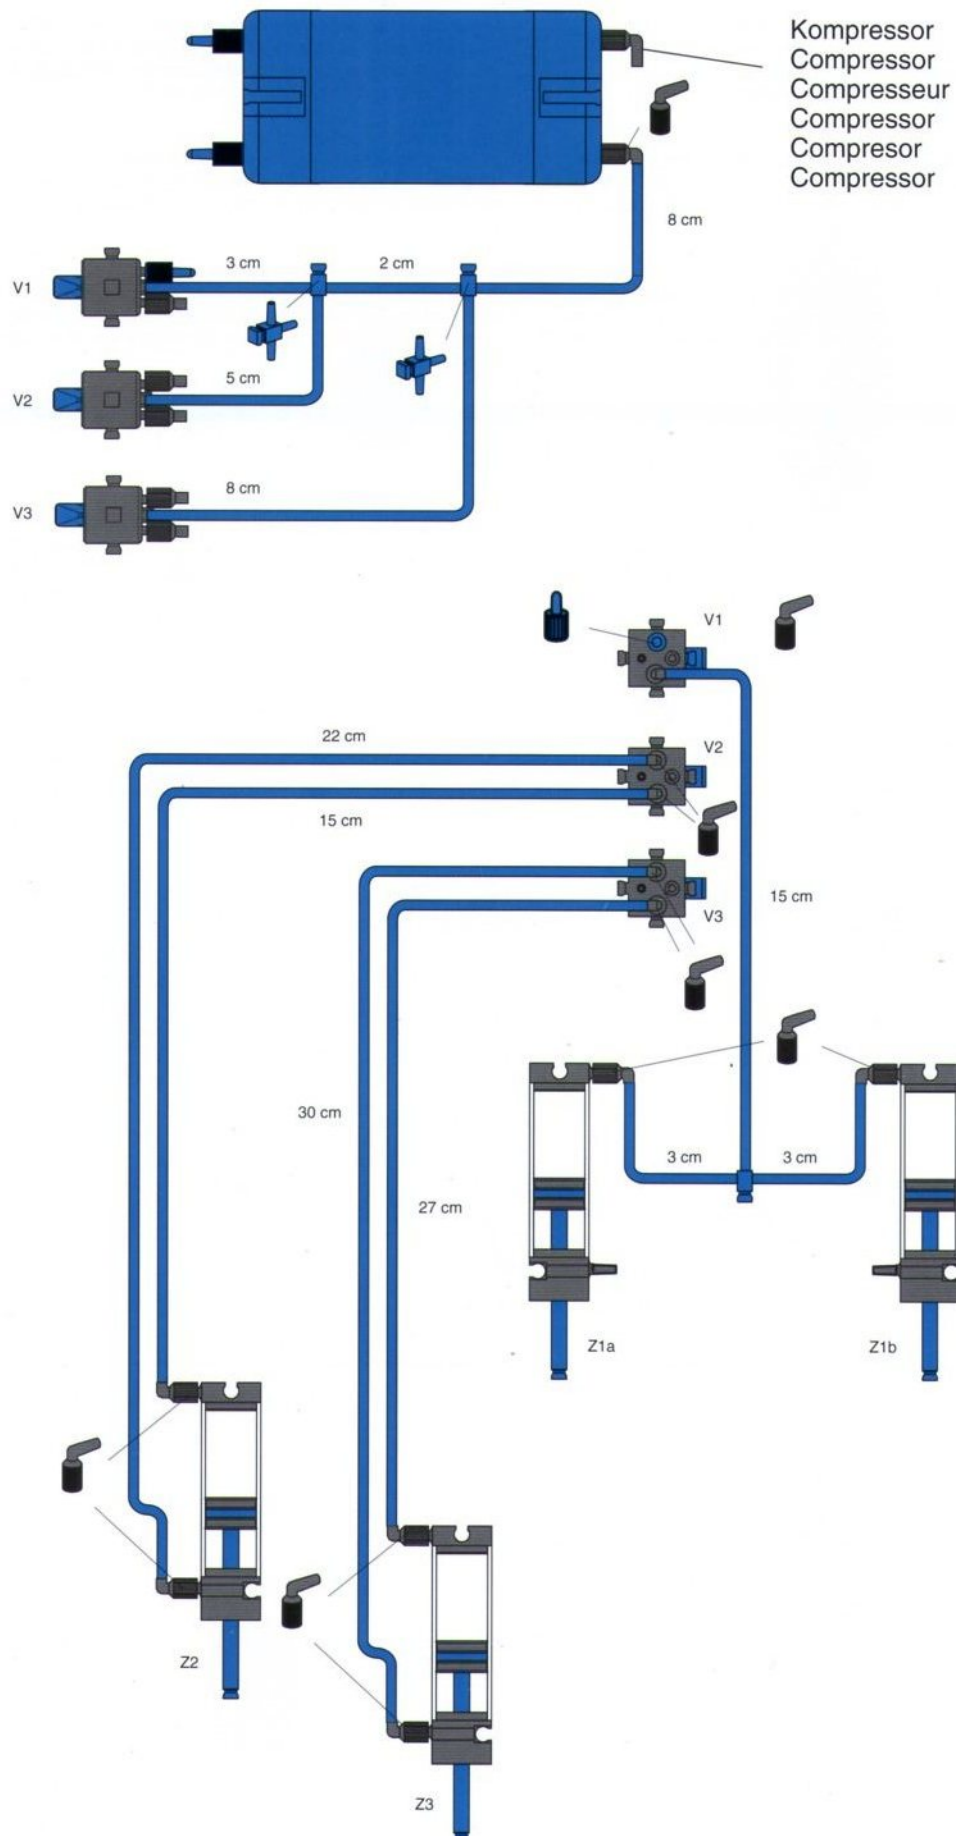 Kompressor
Compressor
Compresseur
Compressor
Compresor
Compressor
8 cm
3 cm
2 cm
V1
5 cm
V2
8 cm
V3
V1
22 cm
V2
15 cm
15 cm
V3
30 cm
3 cm
3 cm
27 cm
Z1a
Z1b
Z2
Z3